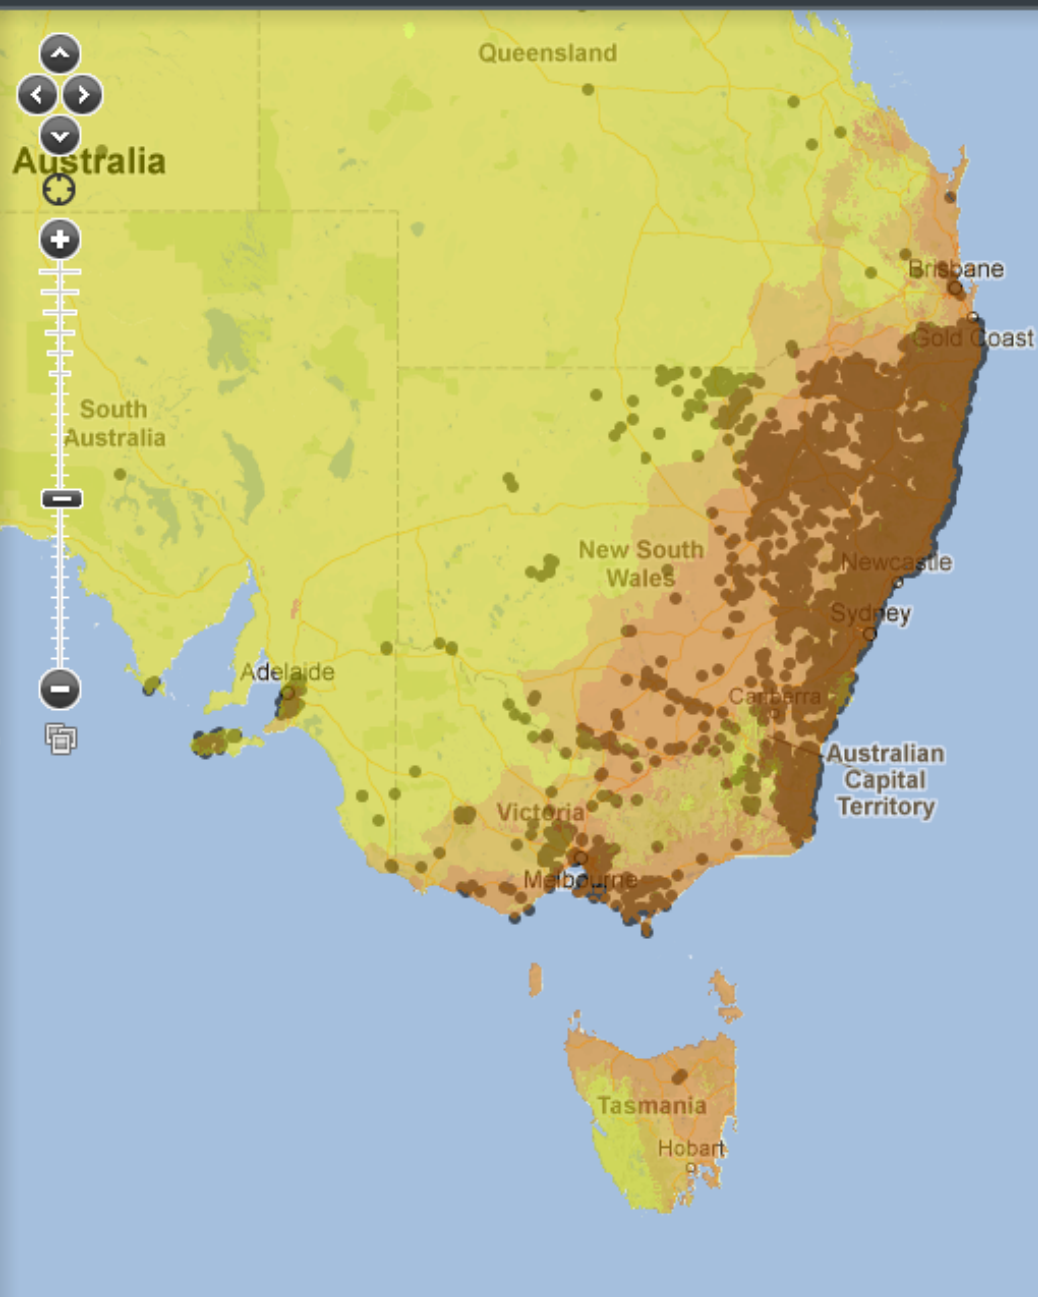 Queensland
Australia
Brisbane
Gold Coast
South
Australia
New South
Wales
Newcastle
Sydney
Adelaide
Canberra
Australian
Capital
Territory
Victoria
Melbourne
Tasmania
Hobart